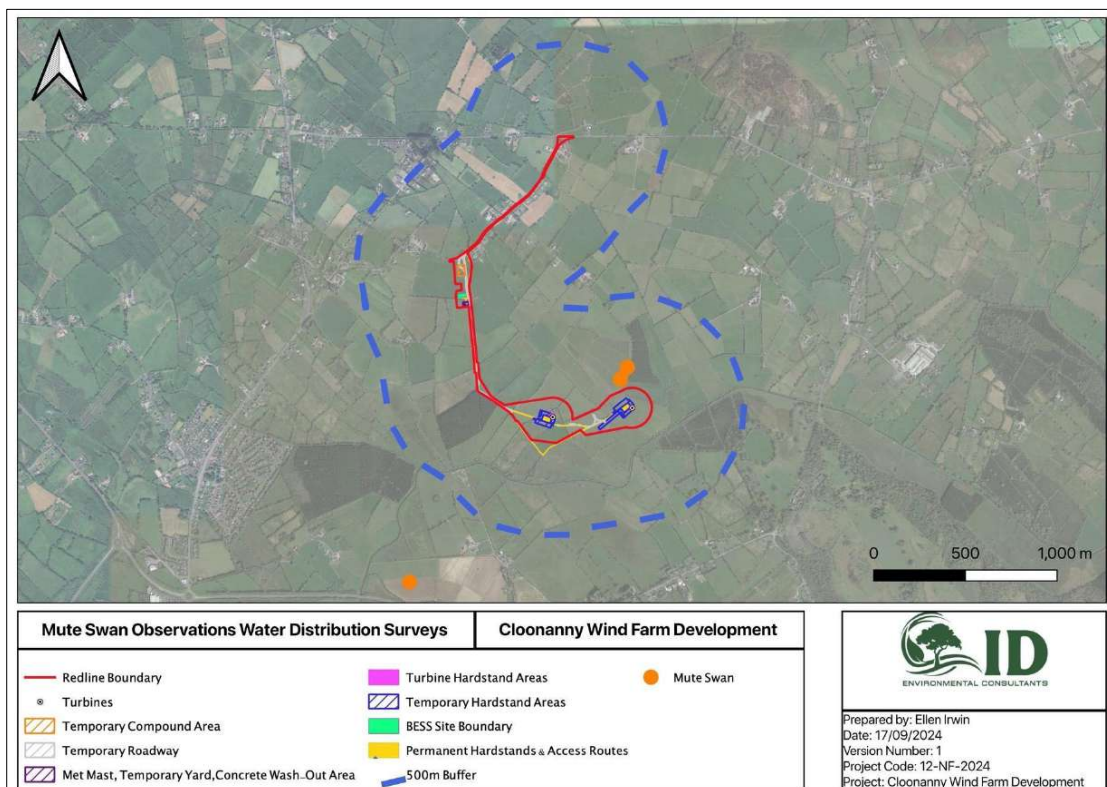 0 500 1,000 m
Mute Swan Observations Water Distribution Surveys
Cloonanny Wind Farm Development
Redline Boundary
Turbines
Temporary Compound Area
Temporary Roadway
Met Mast, Temporary Yard,Concrete Wash_Out Area
Turbine Hardstand Areas
Temporary Hardstand Areas
BESS Site Boundary
Permanent Hardstands & Access Routes
500m Buffer
Mute Swan
ID
ENVIRONMENTAL CONSULTANTS
Prepared by: Ellen Irwin
Date: 17/09/2024
Version Number: 1
Project Code: 12-NF-2024
Project: Cloonanny Wind Farm Development